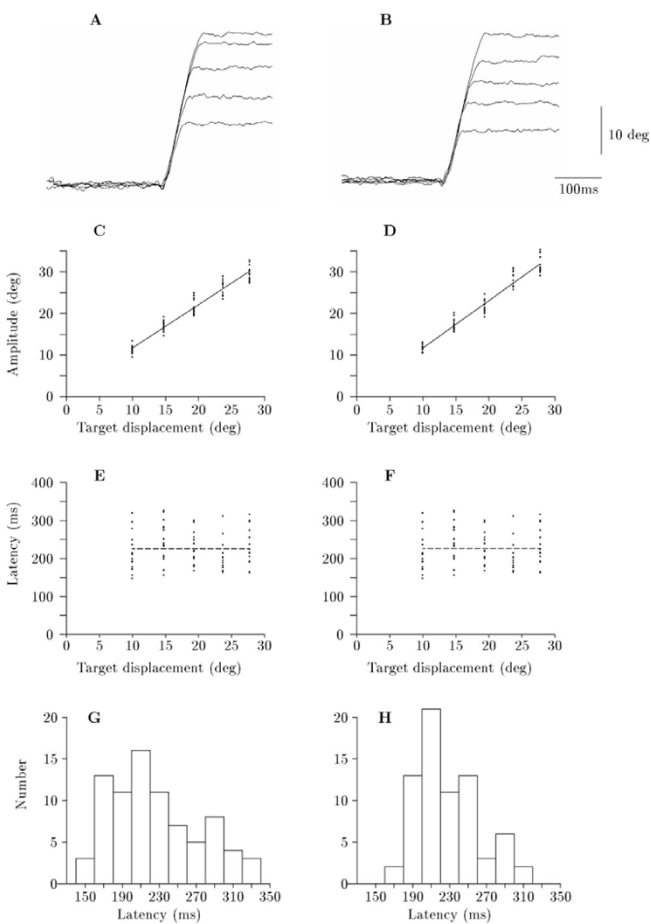 A
B
10 deg
100ms
C
D
Amplitude (deg)
30
20
10
0
0 5 10 15 20 25 30
Target displacement (deg)
30
20
10
0
0 5 10 15 20 25 30
Target displacement (deg)
E
F
Latency (ms)
400
300
200
100
0
0 5 10 15 20 25 30
Target displacement (deg)
400
300
200
100
0
0 5 10 15 20 25 30
Target displacement (deg)
G
H
Number
20
15
10
5
0
150 190 230 270 310 350
Latency (ms)
20
15
10
5
0
150 190 230 270 310 350
Latency (ms)